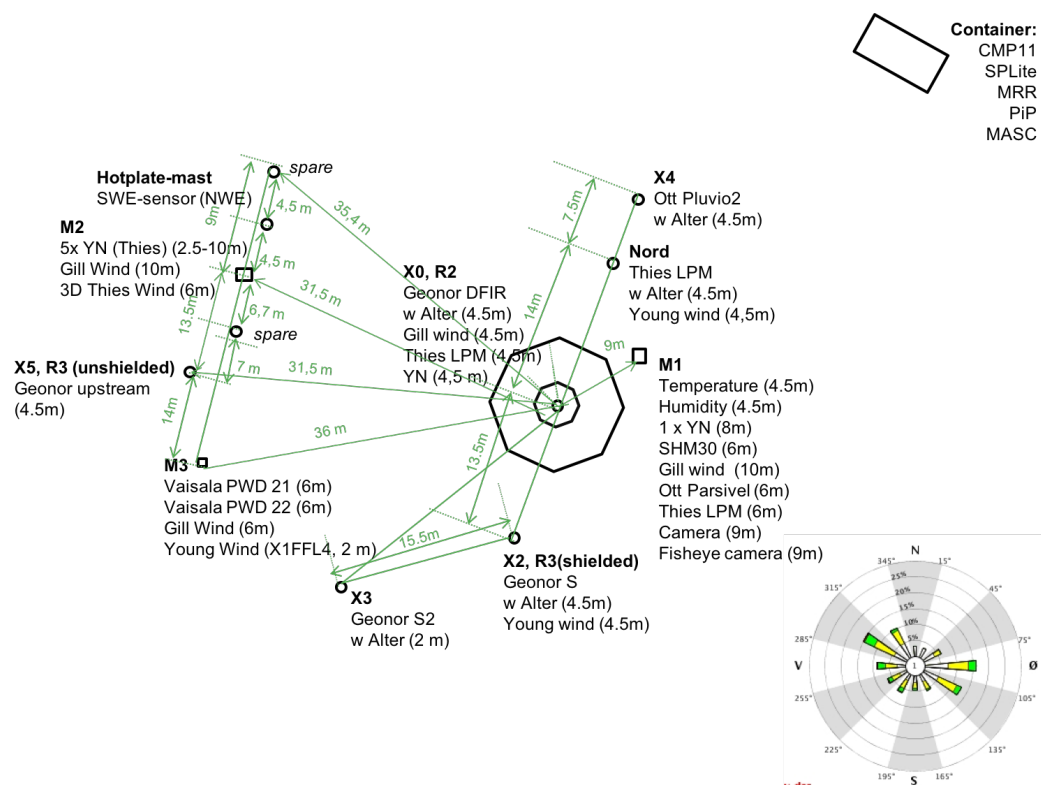 Container:
CMP11
SPLite
MRR
PiP
MASC
spare
Hotplate-mast
SWE-sensor (NWE)
M2
5x YN (Thies) (2.5-10m)
Gill Wind (10m)
3D Thies Wind (6m)
9m
4,5 m
4,5 m
6,7 m
13.5m
spare
7 m
14m
35,4 m
31,5 m
31,5 m
36 m
X5, R3 (unshielded)
Geonor upstream
(4.5m)
M3
Vaisala PWD 21 (6m)
Vaisala PWD 22 (6m)
Gill Wind (6m)
Young Wind (X1FFL4, 2 m)
X0, R2
Geonor DFIR
w Alter (4.5m)
Gill wind (4.5m)
Thies LPM (4,5m)
YN (4,5 m)
X4
Ott Pluvio2
w Alter (4.5m)
7.5m
Nord
Thies LPM
w Alter (4.5m)
Young wind (4,5m)
14m
9m
13.5m
15.5m
M1
Temperature (4.5m)
Humidity (4.5m)
1 x YN (8m)
SHM30 (6m)
Gill wind (10m)
Ott Parsivel (6m)
Thies LPM (6m)
Camera (9m)
Fisheye camera (9m)
X2, R3(shielded)
Geonor S
w Alter (4.5m)
Young wind (4.5m)
X3
Geonor S2
w Alter (2 m)
N
345°
15°
315°
45°
285°
75°
V
Ø
255°
105°
225°
135°
195°
165°
S
25%
20%
15%
10%
5%
1